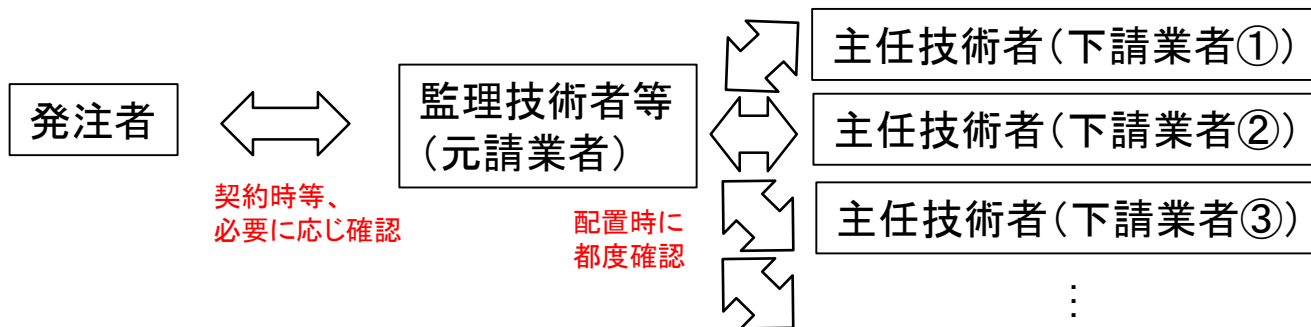 発注者
契約時等、
必要に応じ確認
監理技術者等
（元請業者）
配置時に
都度確認
主任技術者（下請業者①）
主任技術者（下請業者②）
主任技術者（下請業者③）
⋮